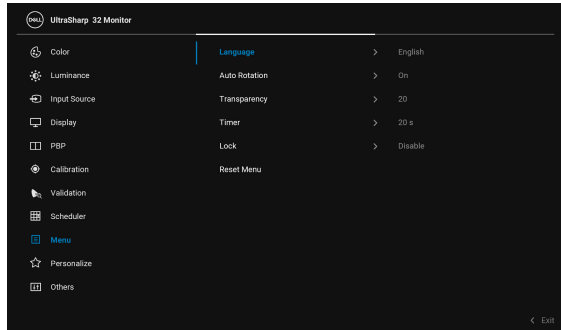 DELL UltraSharp 32 Monitor
Color
Luminance
Input Source
Display
PBP
Calibration
Validation
Scheduler
Menu
Personalize
Others
Language > English
Auto Rotation > On
Transparency > 20
Timer > 20 s
Lock > Disable
Reset Menu
< Exit